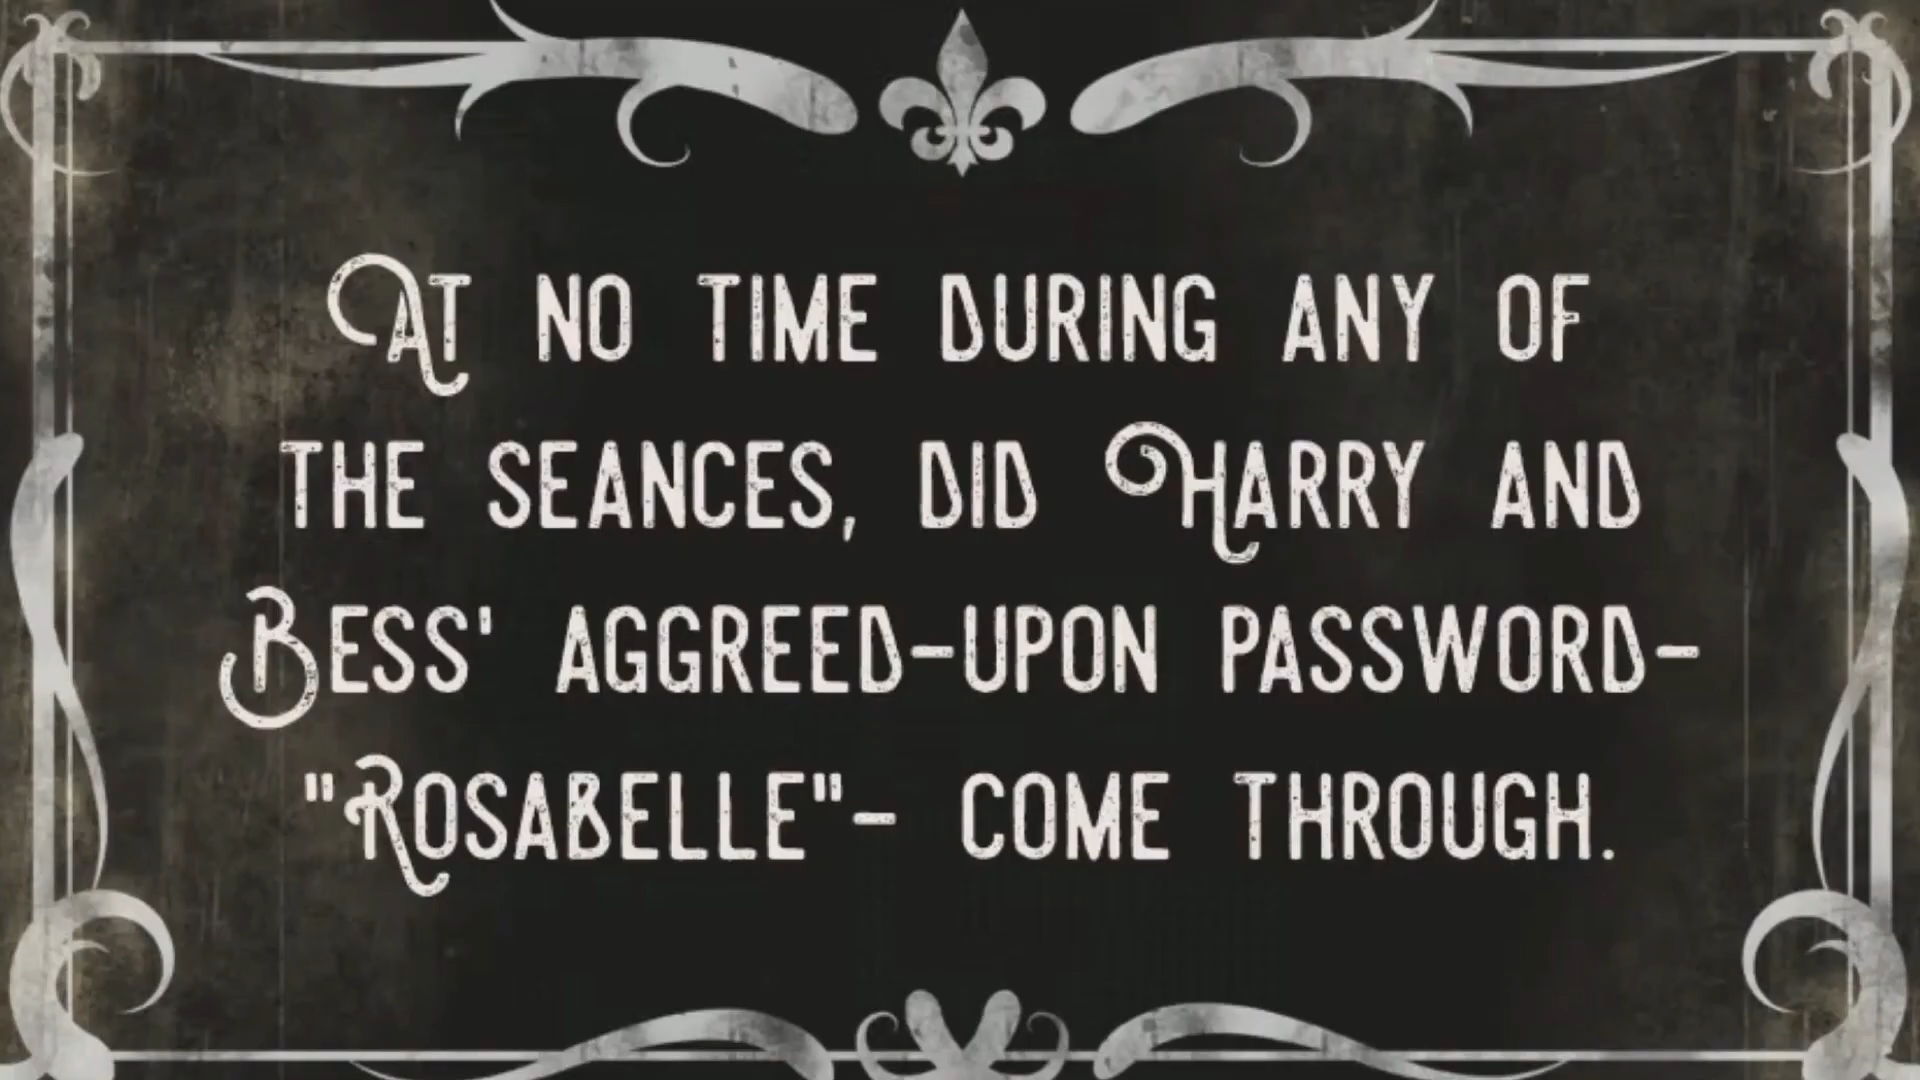 At no time during any of
the seances, did Harry and
Bess' aggreed-upon password-
"Rosabelle"- come through.